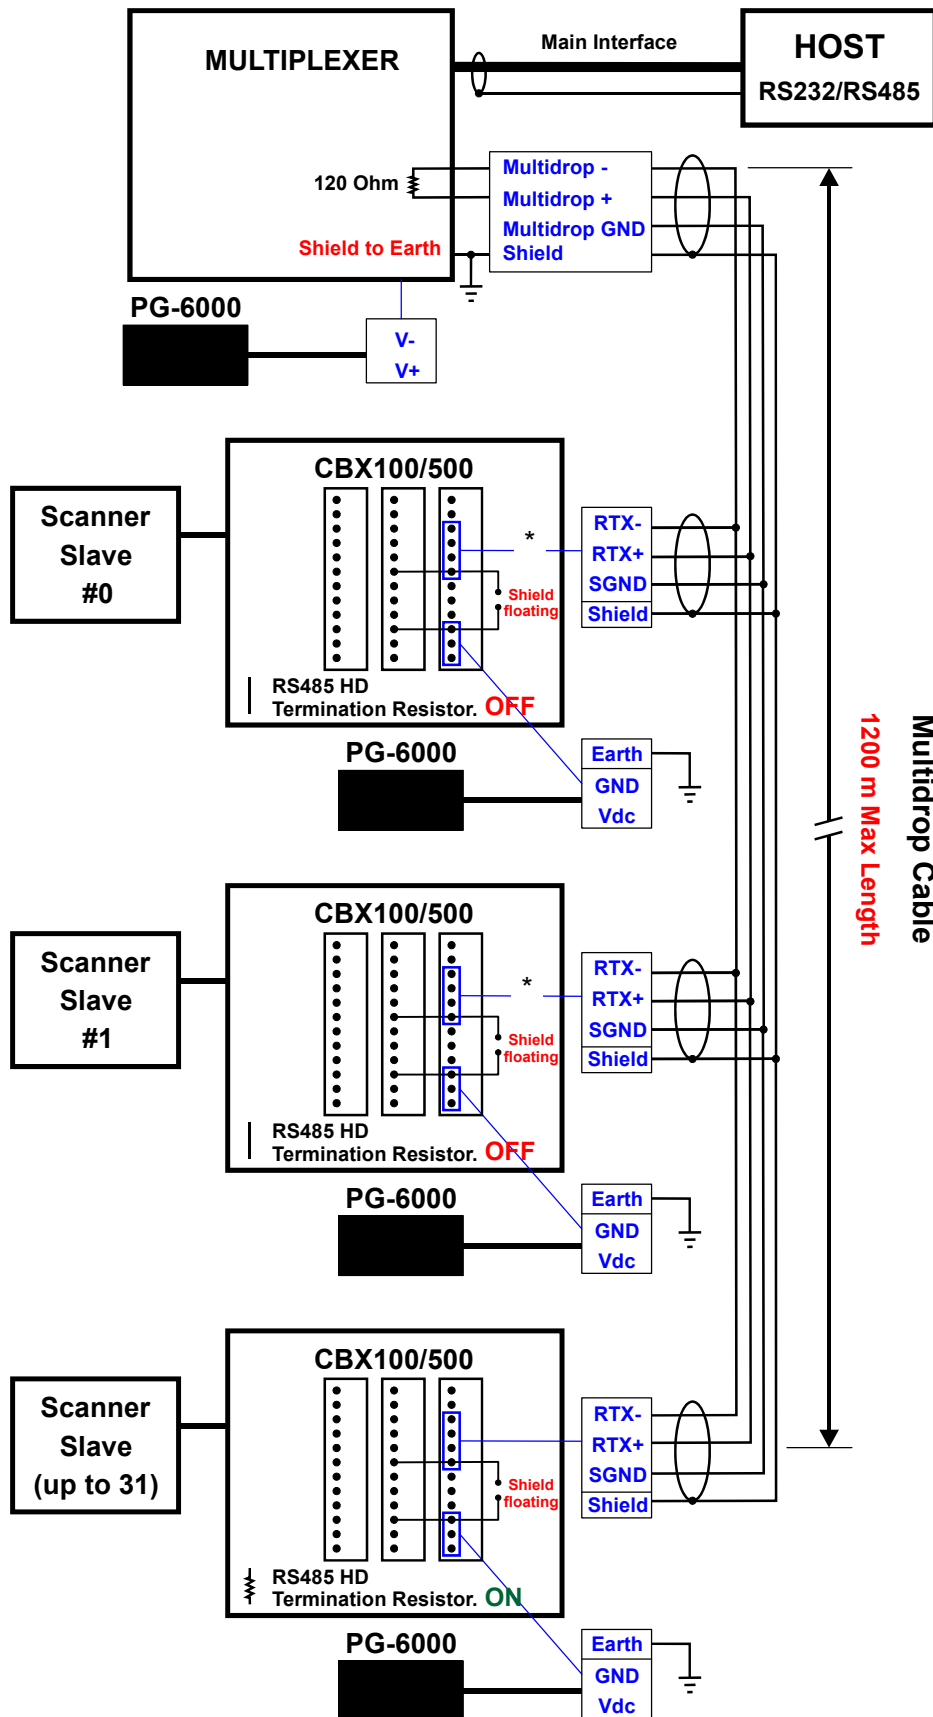 MULTIPLEXER
Main Interface
HOST
RS232/RS485
120 Ohm
Multidrop -
Multidrop +
Multidrop GND
Shield
Shield to Earth
PG-6000
V-
V+
CBX100/500
Scanner
Slave
#0
*
RTX-
RTX+
SGND
Shield
Shield
floating
RS485 HD
Termination Resistor. OFF
PG-6000
Earth
GND
Vdc
Multidrop Cable
1200 m Max Length
CBX100/500
Scanner
Slave
#1
*
RTX-
RTX+
SGND
Shield
Shield
floating
RS485 HD
Termination Resistor. OFF
PG-6000
Earth
GND
Vdc
CBX100/500
Scanner
Slave
(up to 31)
RTX-
RTX+
SGND
Shield
Shield
floating
RS485 HD
Termination Resistor. ON
PG-6000
Earth
GND
Vdc